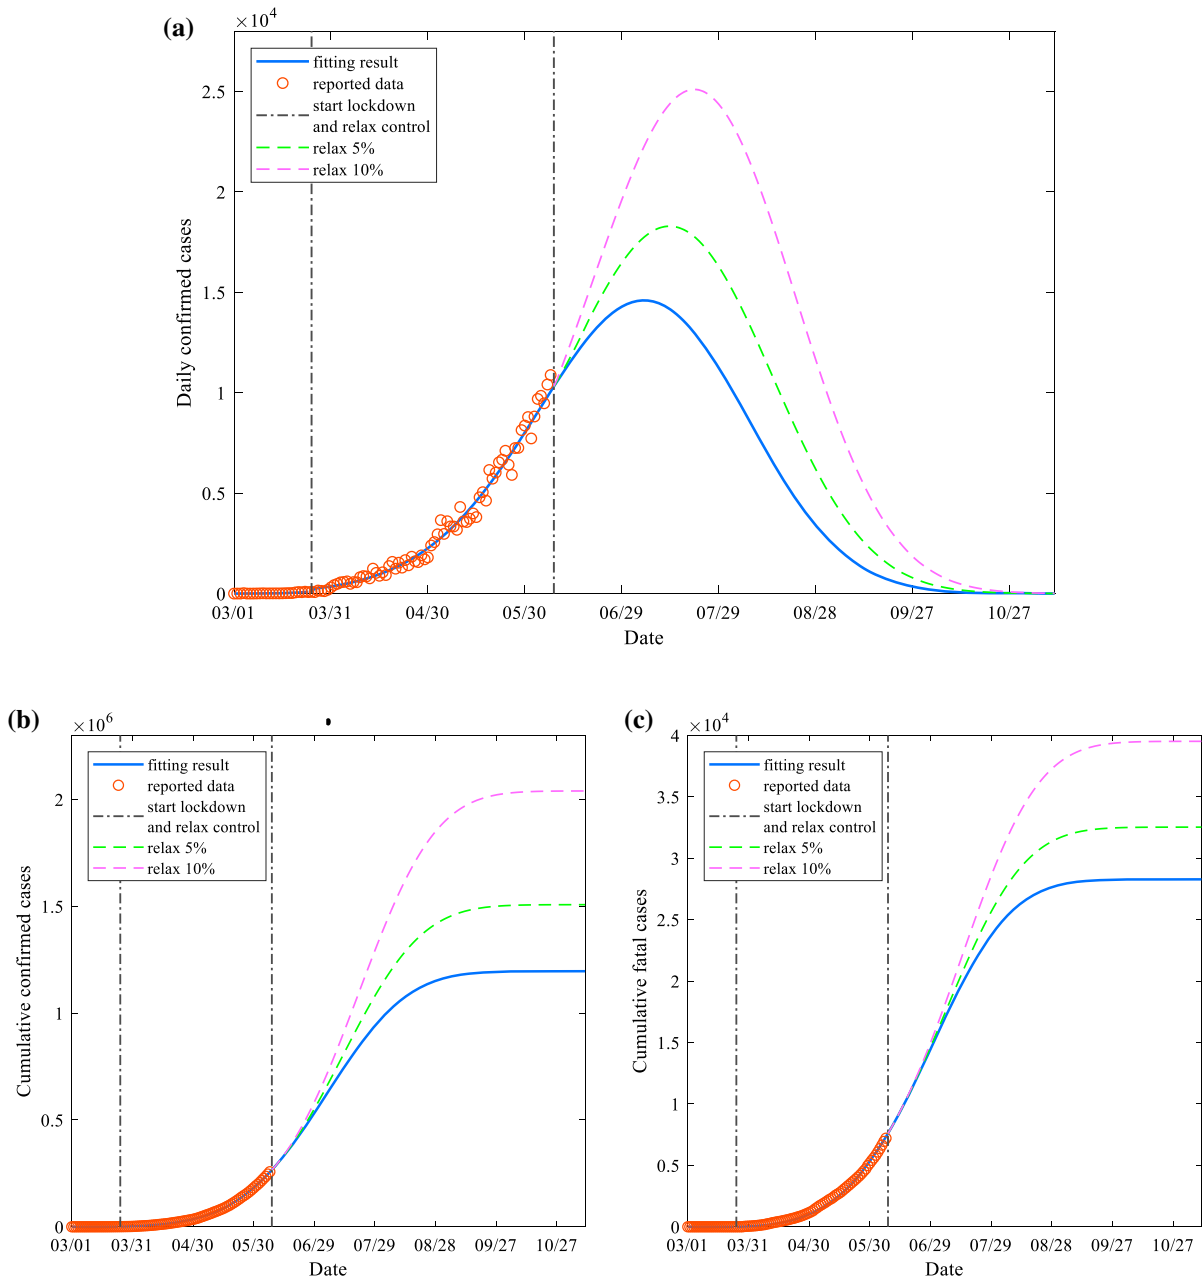 (a)
×10⁴
fitting result
reported data
start lockdown
and relax control
relax 5%
relax 10%
2.5
2
1.5
1
0.5
0
Daily confirmed cases
03/01 03/31 04/30 05/30 06/29 07/29 08/28 09/27 10/27
Date
(b)
×10⁶
fitting result
reported data
start lockdown
and relax control
relax 5%
relax 10%
2
1.5
1
0.5
0
Cumulative confirmed cases
03/01 03/31 04/30 05/30 06/29 07/29 08/28 09/27 10/27
Date
(c)
×10⁴
fitting result
reported data
start lockdown
and relax control
relax 5%
relax 10%
4
3.5
3
2.5
2
1.5
1
0.5
0
Cumulative fatal cases
03/01 03/31 04/30 05/30 06/29 07/29 08/28 09/27 10/27
Date